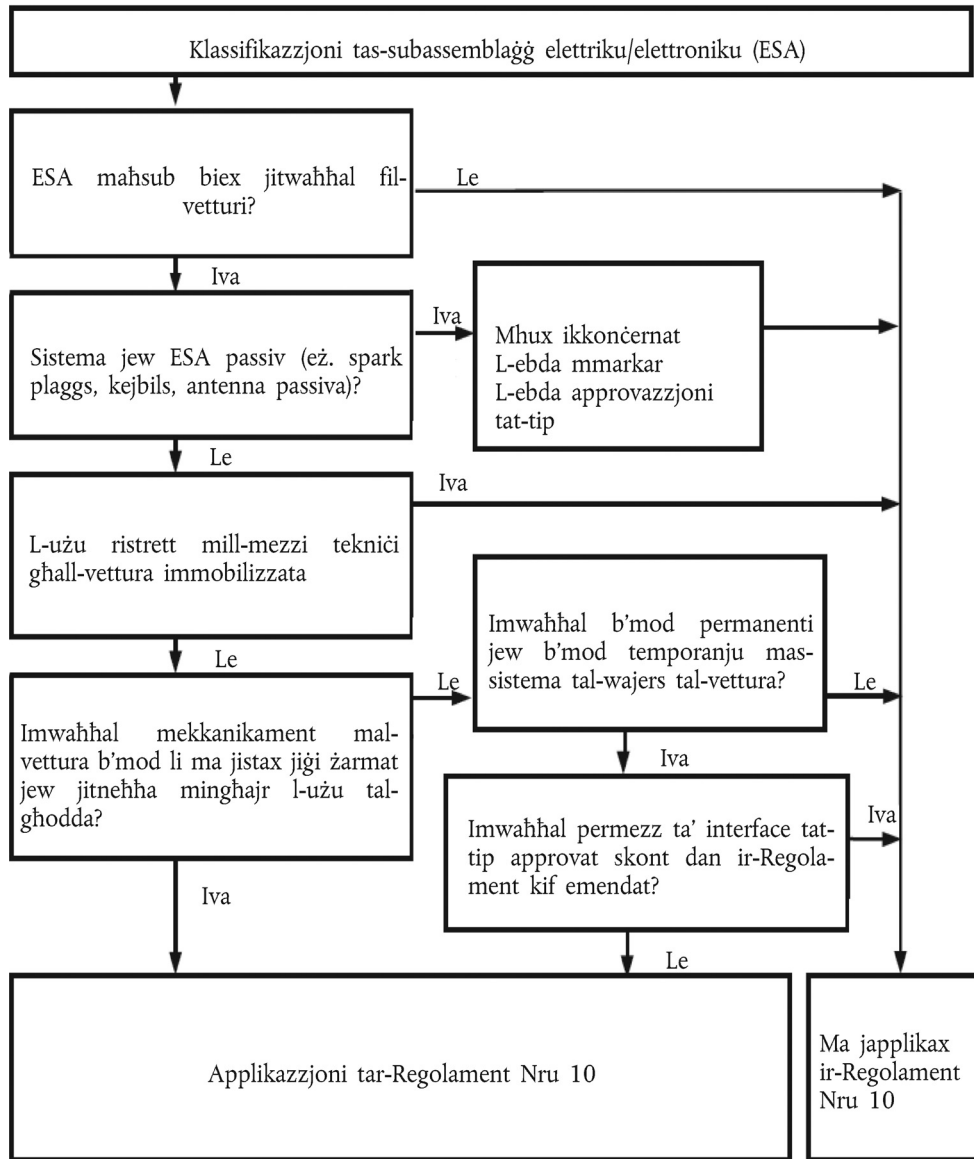 Klassifikazzjoni tas-subassemblaġġ elettriku/elettroniku (ESA)
ESA maħsub biex jitwaħħal fil-
vetturi?
Le
Iva
Sistema jew ESA passiv (eż. spark
plaggs, kejbils, antenna passiva)?
Iva
Mhux ikkonċernat
L-ebda mmarkar
L-ebda approvazzjoni
tat-tip
Le
L-użu ristrett mill-mezzi tekniċi
għall-vettura immobilizzata
Iva
Le
Imwaħħal mekkanikament mal-
vettura b’mod li ma jistax jiġi żarmat
jew jitneħħa mingħajr l-użu tal-
għodda?
Le
Imwaħħal b’mod permanenti
jew b’mod temporanju mas-
sistema tal-wajers tal-vettura?
Le
Iva
Imwaħħal permezz ta’ interface tat-
tip approvat skont dan ir-Regola-
ment kif emendat?
Iva
Iva
Le
Applikazzjoni tar-Regolament Nru 10
Ma japplikax
ir-Regolament
Nru 10